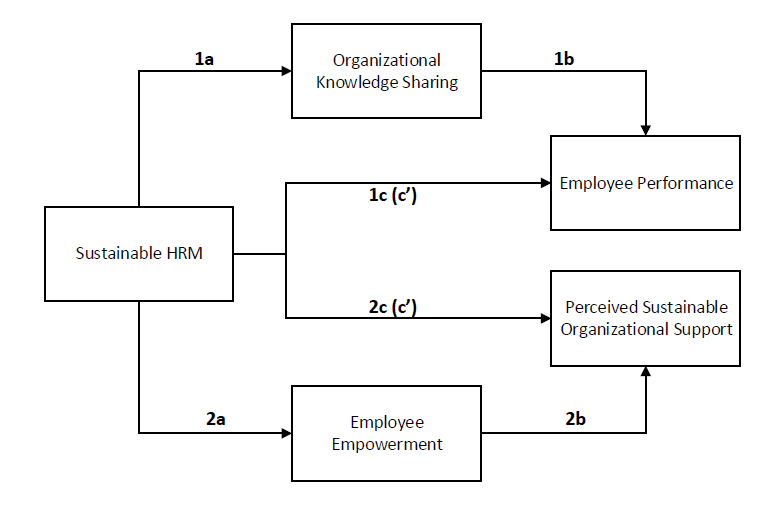 1a
Organizational
Knowledge Sharing
1b
Employee Performance
1c (c’)
Sustainable HRM
2c (c’)
Perceived Sustainable
Organizational Support
2a
Employee
Empowerment
2b